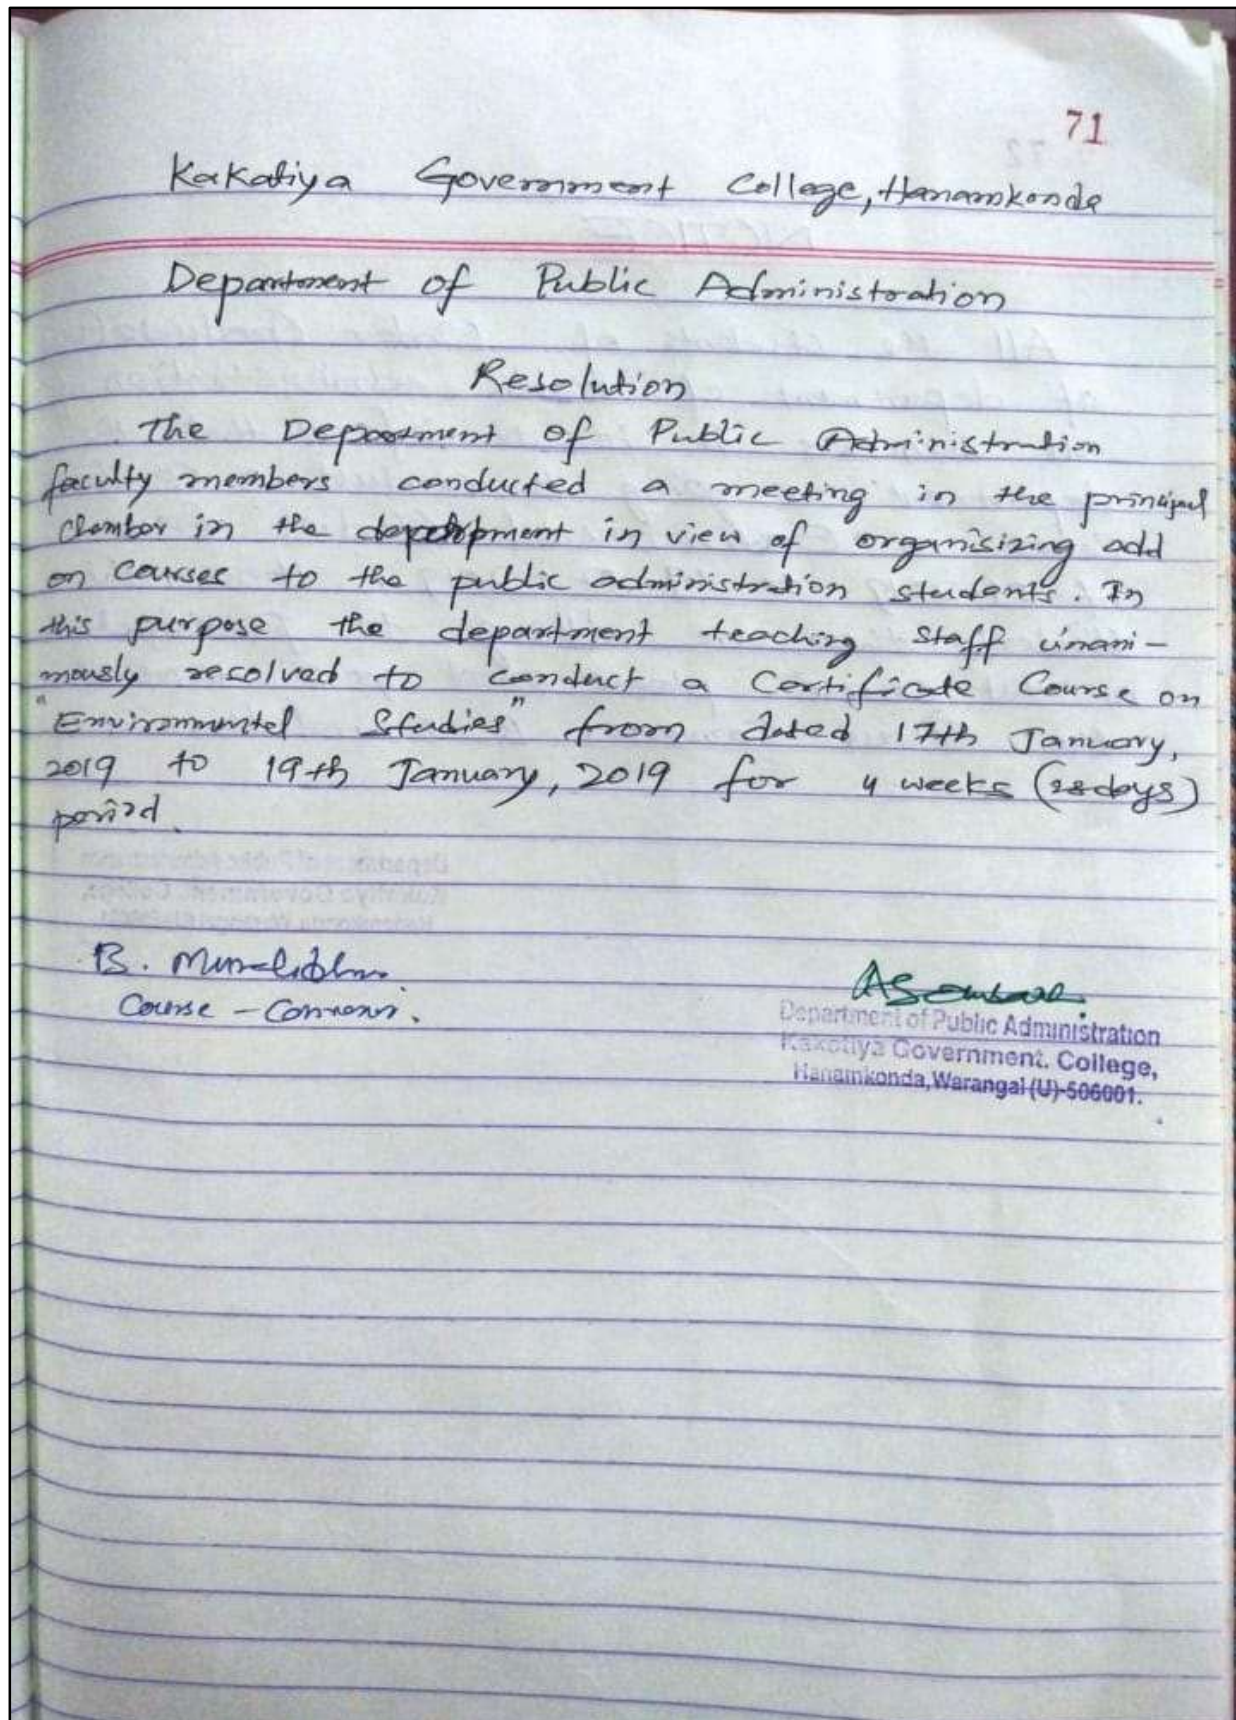 71
Kakatiya Government College, Hanamkonda
Department of Public Administration
Resolution
The Department of Public Administration
faculty members conducted a meeting in the principal
chamber in the department in view of organisizing add
on courses to the public administration students. In
this purpose the department teaching staff unani-
mously resolved to conduct a Certificate Course on
"Environmental Studies" from dated 17th January,
2019 to 19th January, 2019 for 4 weeks (28days)
period.
B.
Course - Convenor.
Department of Public Administration
Kakatiya Government. College,
Hanamkonda, Warangal (U)-506001.